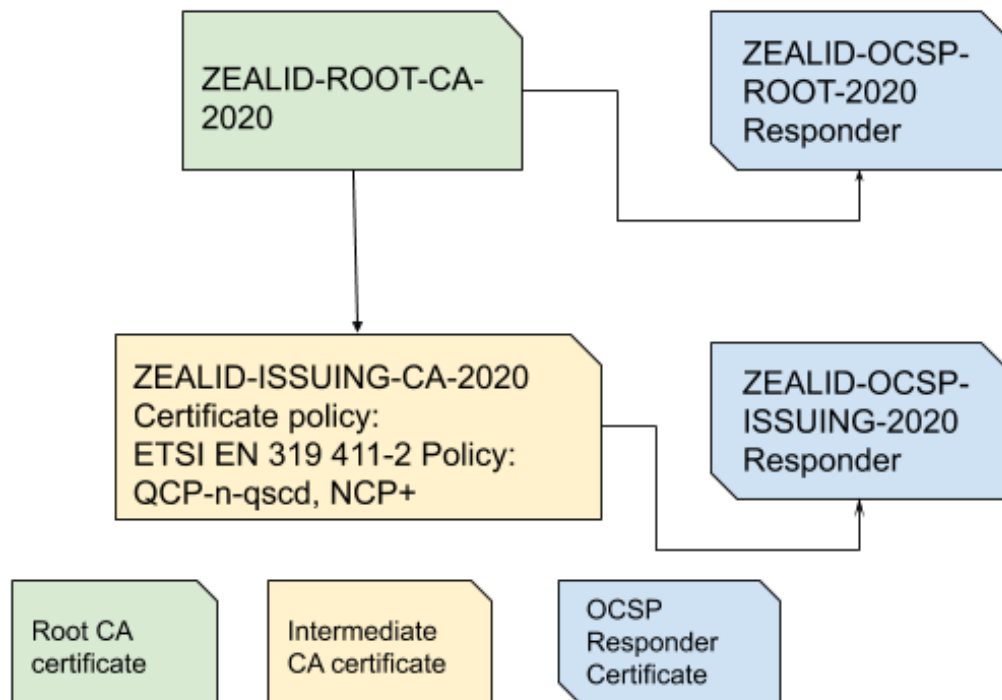 ZEALID-ROOT-CA-
2020
ZEALID-OCSP-
ROOT-2020
Responder
ZEALID-ISSUING-CA-2020
Certificate policy:
ETSI EN 319 411-2 Policy:
QCP-n-qscd, NCP+
ZEALID-OCSP-
ISSUING-2020
Responder
Root CA
certificate
Intermediate
CA certificate
OCSP
Responder
Certificate